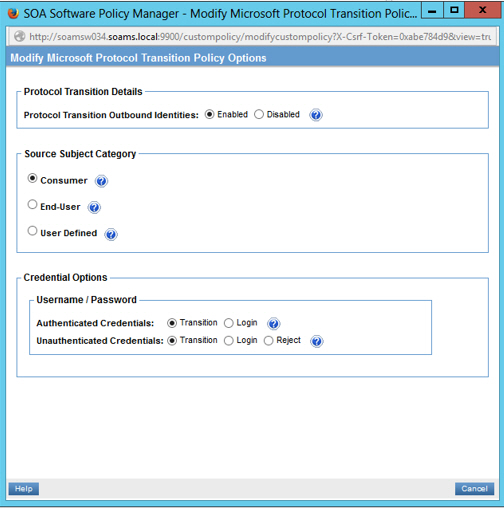 SOA Software Policy Manager - Modify Microsoft Protocol Transition Polic...
http://soamsw034.soams.local:9900/custompolicy/modifycustompolicy?X-Csrf-Token=0xabe784d9&view=tru
Modify Microsoft Protocol Transition Policy Options
Protocol Transition Details
Protocol Transition Outbound Identities: Enabled Disabled ?
Source Subject Category
Consumer ?
End-User ?
User Defined ?
Credential Options
Username / Password
Authenticated Credentials: Transition Login ?
Unauthenticated Credentials: Transition Login Reject ?
Help Cancel